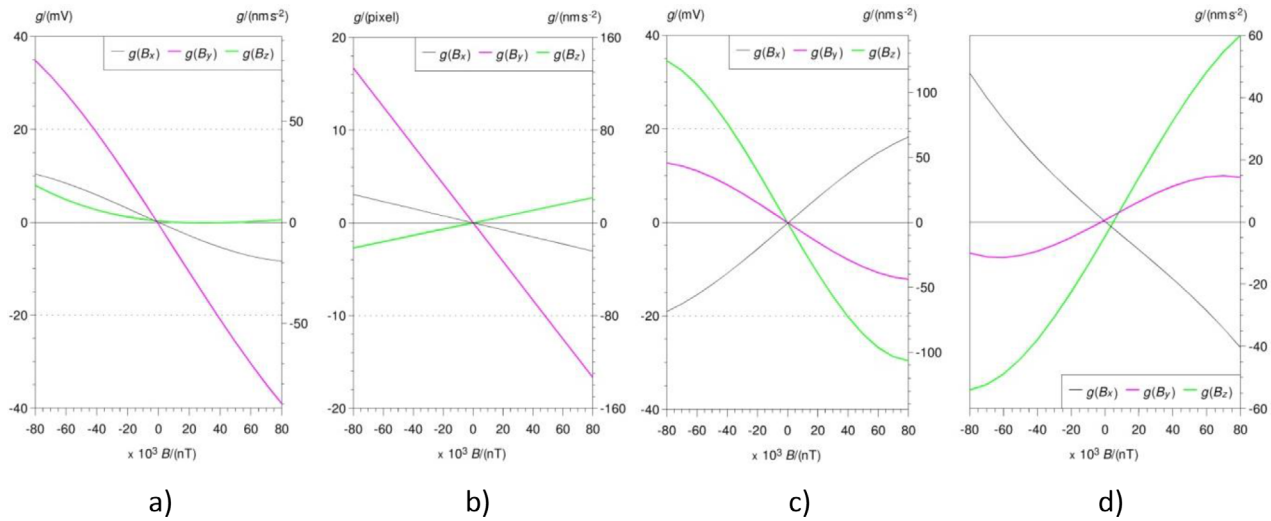 g/(mV) g/(nm s⁻²)
40
g(Bx) g(By) g(Bz)
50
20
0 0
-20
-50
-40
-80 -60 -40 -20 0 20 40 60 80
x 10³ B/(nT)
a)
g/(pixel) g/(nm s⁻²)
20 160
g(Bx) g(By) g(Bz)
10 80
0 0
-10 -80
-20 -160
-80 -60 -40 -20 0 20 40 60 80
x 10³ B/(nT)
b)
g/(mV) g/(nm s⁻²)
40
g(Bx) g(By) g(Bz)
100
20
50
0 0
-20
-50
-100
-40
-80 -60 -40 -20 0 20 40 60 80
x 10³ B/(nT)
c)
g/(nm s⁻²)
60
40
20
0
-20
-40
g(Bx) g(By) g(Bz)
-60
-80 -60 -40 -20 0 20 40 60 80
x 10³ B/(nT)
d)